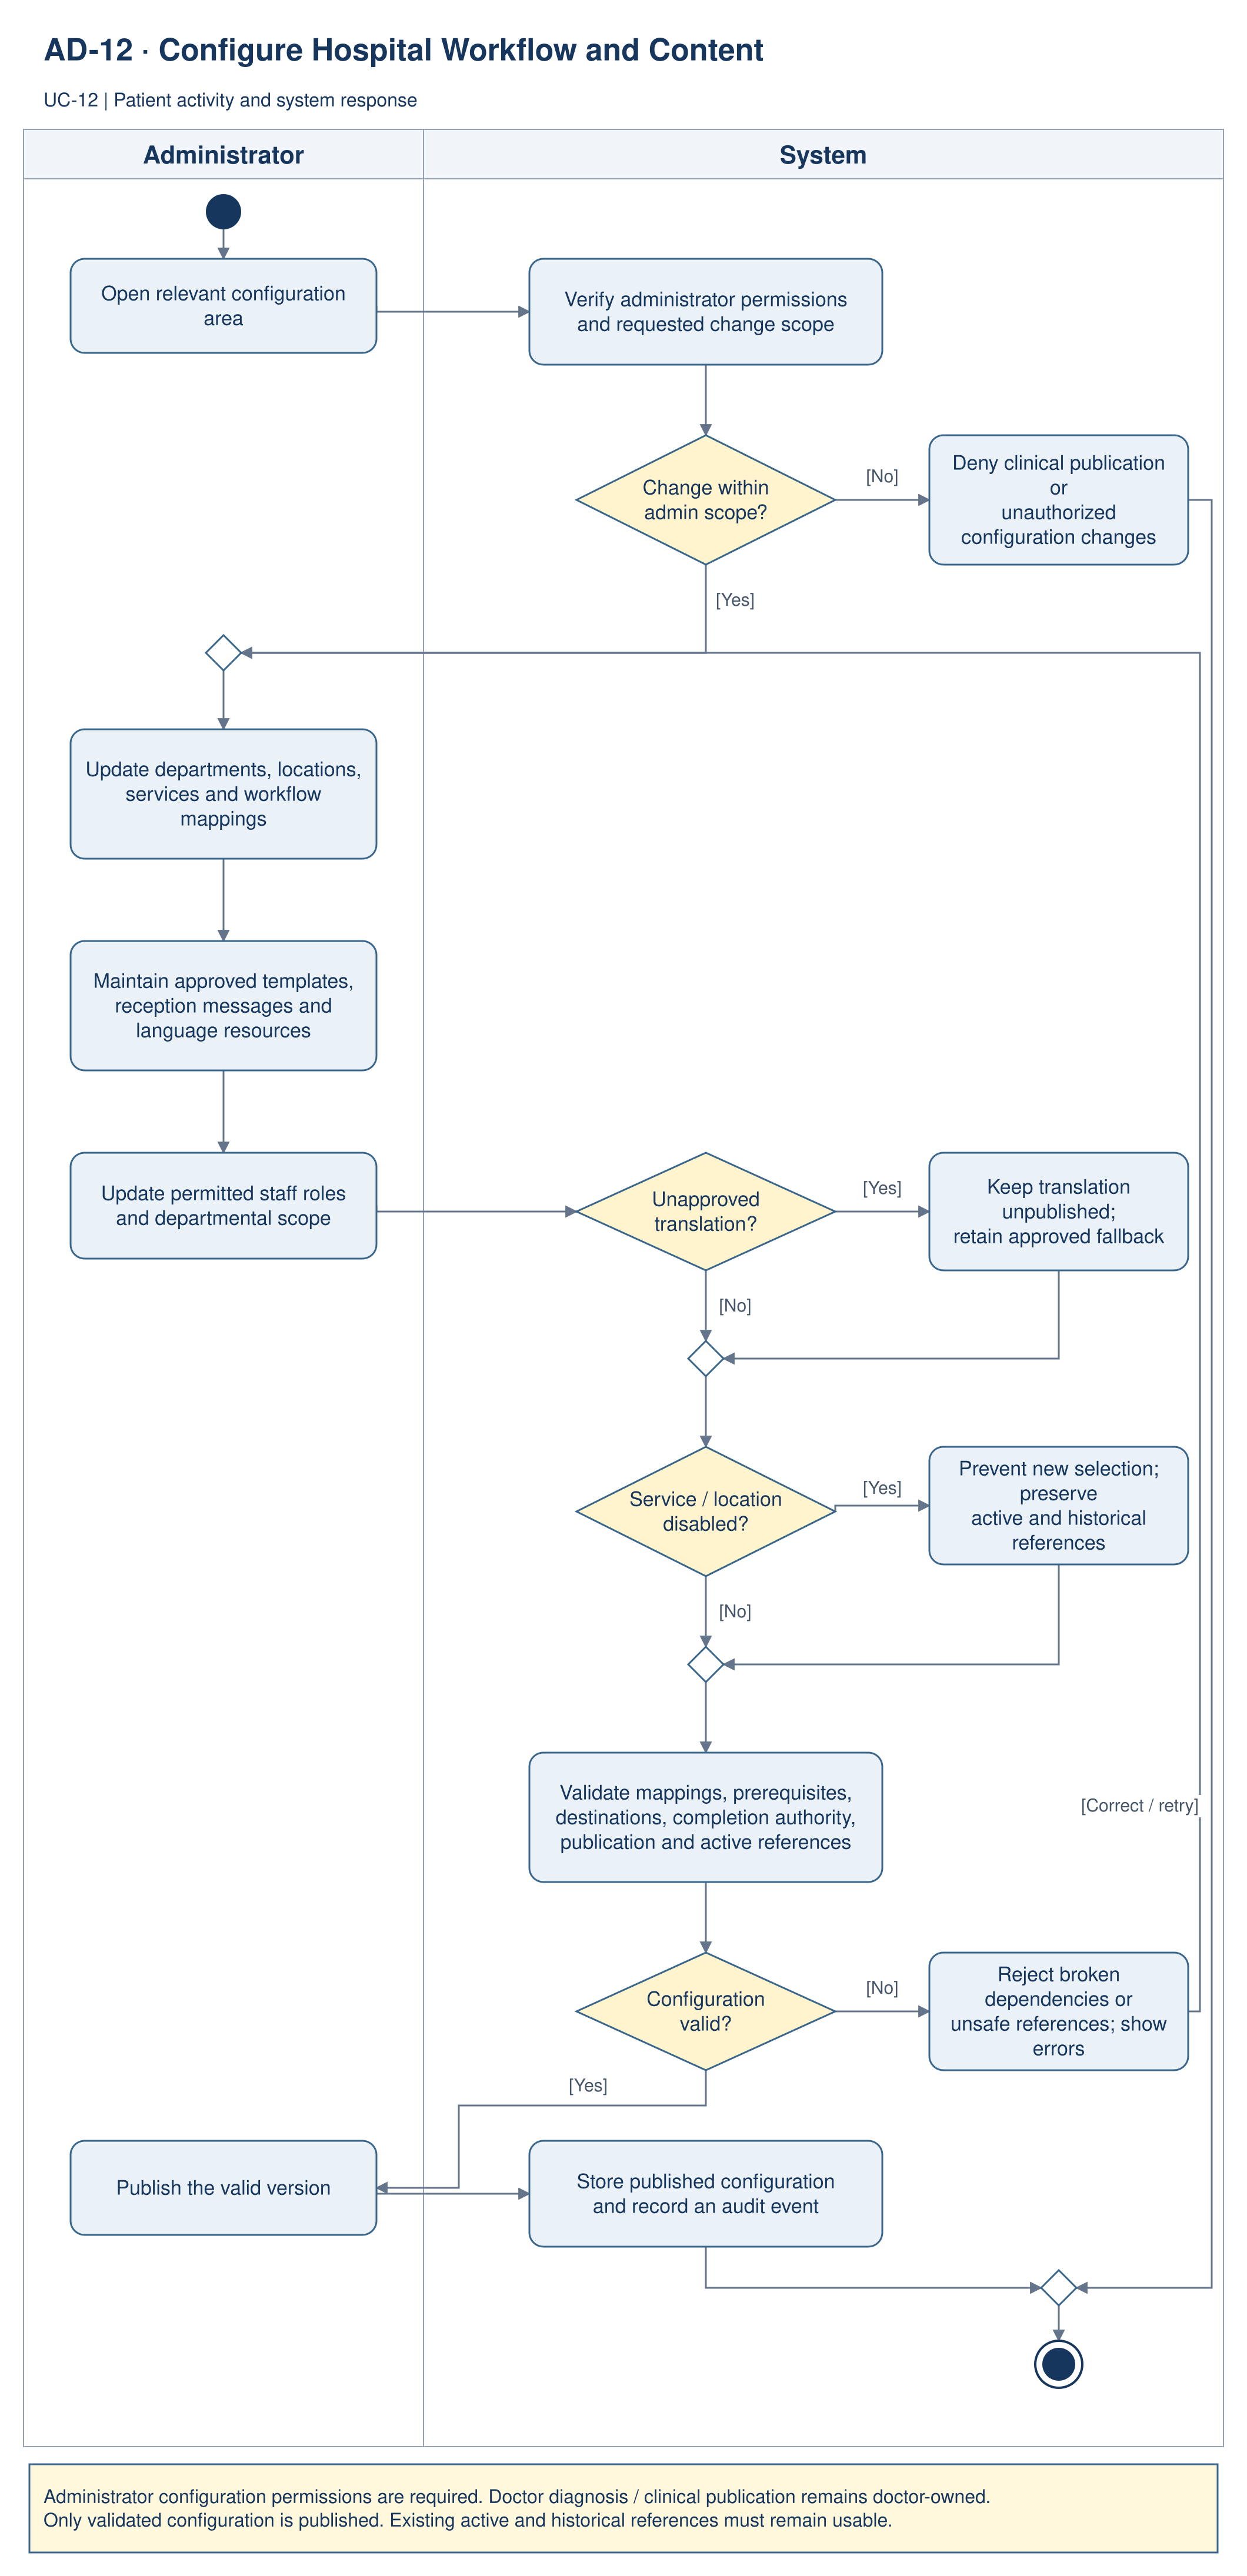 AD-12 · Configure Hospital Workflow and Content
UC-12 | Patient activity and system response
Administrator
System
Open relevant configuration
area
Verify administrator permissions
and requested change scope
Change within
admin scope?
[No]
Deny clinical publication
or
unauthorized
configuration changes
[Yes]
Update departments, locations,
services and workflow
mappings
Maintain approved templates,
reception messages and
language resources
Update permitted staff roles
and departmental scope
Unapproved
translation?
[Yes]
Keep translation
unpublished;
retain approved fallback
[No]
Service / location
disabled?
[Yes]
Prevent new selection;
preserve
active and historical
references
[No]
Validate mappings, prerequisites,
destinations, completion authority,
publication and active references
[Correct / retry]
Configuration
valid?
[No]
Reject broken
dependencies or
unsafe references; show
errors
[Yes]
Publish the valid version
Store published configuration
and record an audit event
Administrator configuration permissions are required. Doctor diagnosis / clinical publication remains doctor-owned.
Only validated configuration is published. Existing active and historical references must remain usable.